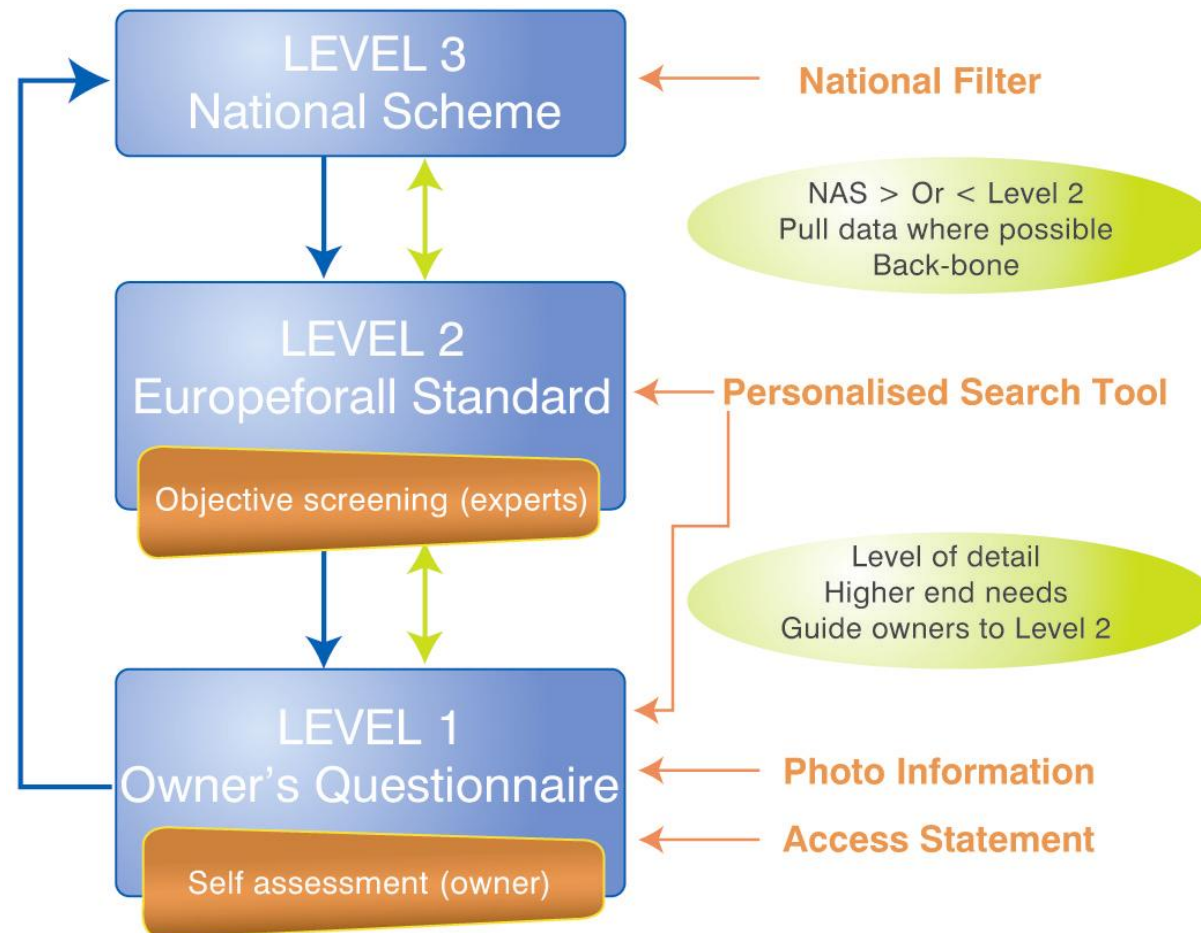 LEVEL 3
National Scheme
National Filter
NAS > Or < Level 2
Pull data where possible
Back-bone
LEVEL 2
Europeforall Standard
Personalised Search Tool
Objective screening (experts)
Level of detail
Higher end needs
Guide owners to Level 2
LEVEL 1
Owner's Questionnaire
Photo Information
Access Statement
Self assessment (owner)